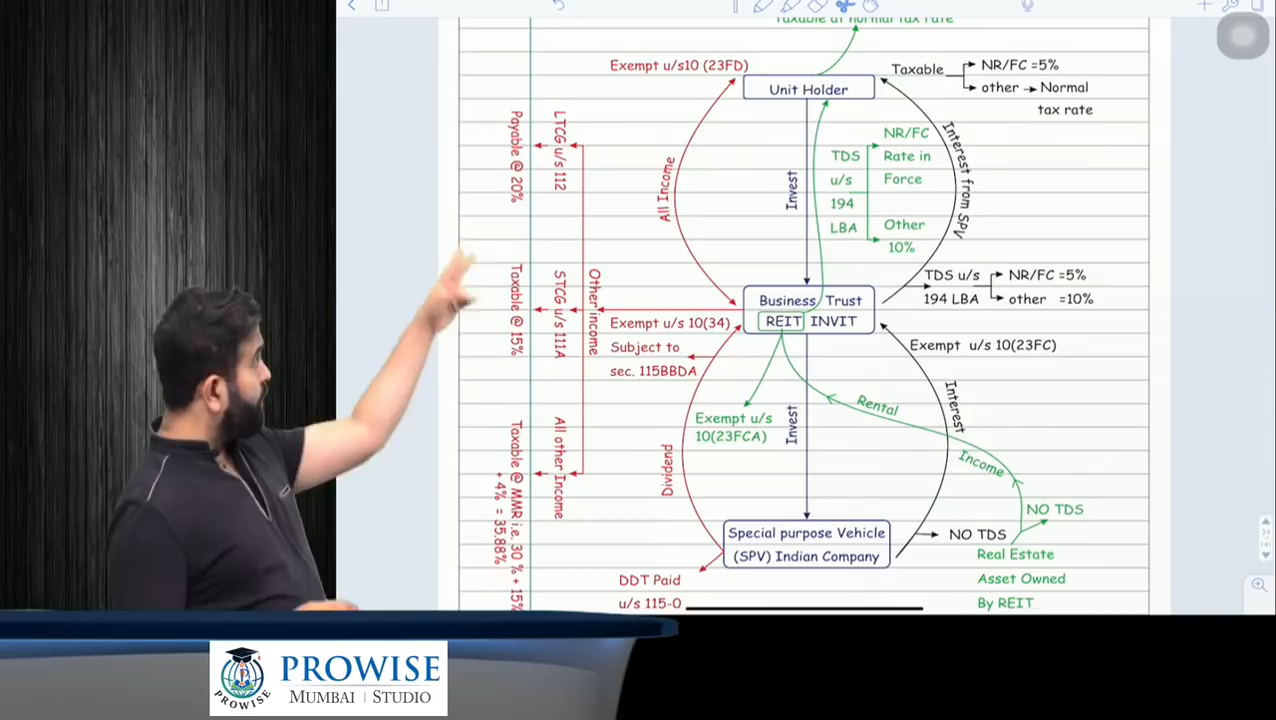 Taxable at normal tax rate
Exempt u/s10 (23FD)
Unit Holder
Taxable
NR/FC =5%
other → Normal
tax rate
LTCG u/s 112
Payable @ 20%
All Income
Invest
TDS
u/s
194
LBA
NR/FC
Rate in
Force
Other
10%
Interest from SPV
STCG u/s 111A
Taxable @ 15%
Other income
Business Trust
REIT INVIT
TDS u/s
194 LBA
NR/FC =5%
other =10%
Exempt u/s 10(34)
Subject to
sec. 115BBDA
Exempt u/s 10(23FC)
Exempt u/s
10(23FCA)
Invest
Rental
Income
Interest
Dividend
All other Income
Taxable @ MMR i.e. 30 % + 15%
+ 4% = 35.88%
Special purpose Vehicle
(SPV) Indian Company
NO TDS
NO TDS
Real Estate
Asset Owned
By REIT
DDT Paid
u/s 115-O
PROWISE
PROWISE
MUMBAI | STUDIO